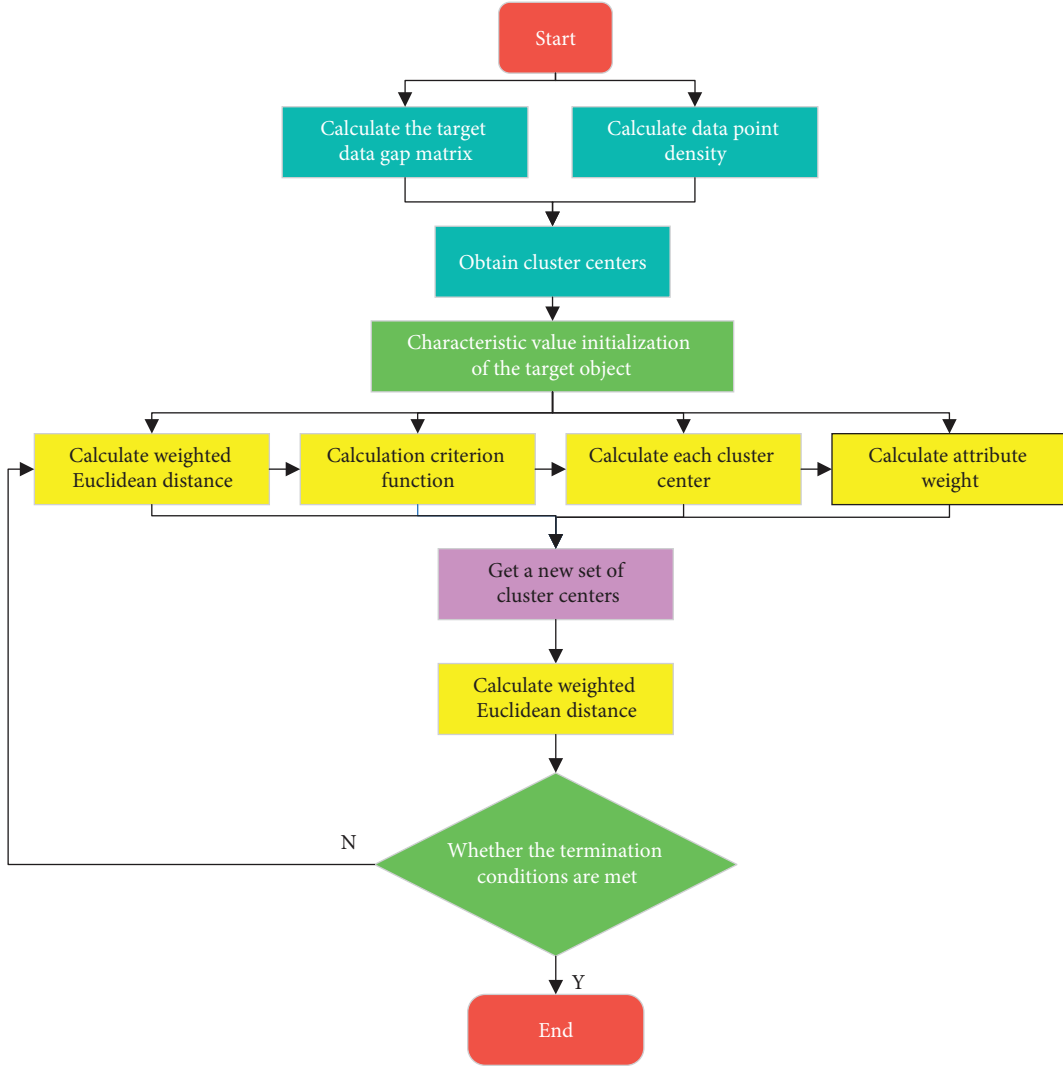 Start
Calculate the target
data gap matrix
Calculate data point
density
Obtain cluster centers
Characteristic value initialization
of the target object
Calculate weighted
Euclidean distance
Calculation criterion
function
Calculate each cluster
center
Calculate attribute
weight
Get a new set of
cluster centers
Calculate weighted
Euclidean distance
N
Whether the termination
conditions are met
Y
End